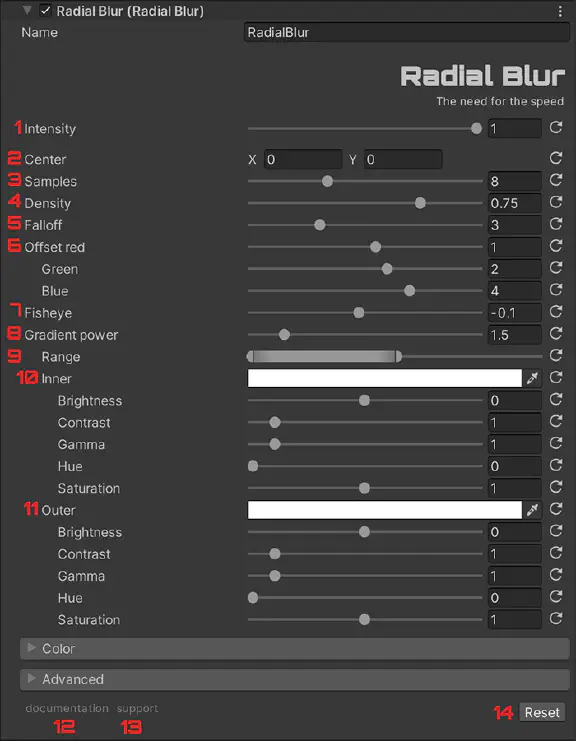 Radial Blur (Radial Blur)
Name RadialBlur
Radial Blur
The need for the speed
1 Intensity 1
2 Center X 0 Y 0
3 Samples 8
4 Density 0.75
5 Falloff 3
6 Offset red 1
Green 2
Blue 4
7 Fisheye -0.1
8 Gradient power 1.5
9 Range
10 Inner
Brightness 0
Contrast 1
Gamma 1
Hue 0
Saturation 1
11 Outer
Brightness 0
Contrast 1
Gamma 1
Hue 0
Saturation 1
Color
Advanced
documentation support
12 13 14 Reset